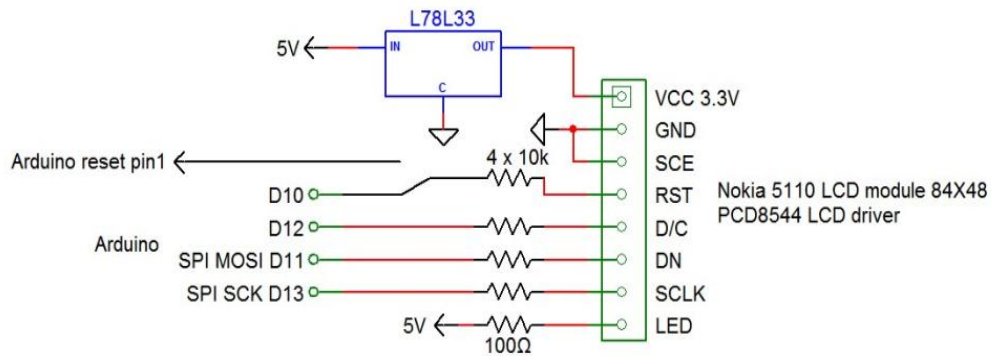 L78L33
5V
IN
OUT
C
VCC 3.3V
GND
SCE
Arduino reset pin1
4 x 10k
D10
RST
Nokia 5110 LCD module 84X48
PCD8544 LCD driver
D12
D/C
Arduino
SPI MOSI D11
DN
SPI SCK D13
SCLK
5V
LED
100Ω